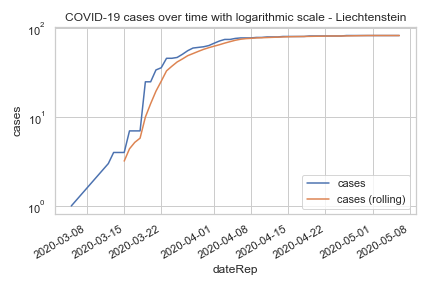 COVID-19 cases over time with logarithmic scale - Liechtenstein
cases
10²
10¹
10⁰
cases
cases (rolling)
2020-03-08
2020-03-15
2020-03-22
2020-04-01
2020-04-08
2020-04-15
2020-04-22
2020-05-01
2020-05-08
dateRep